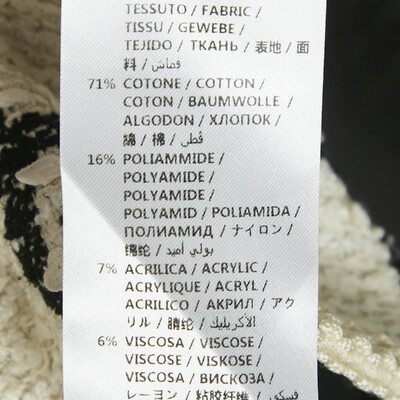 TESSUTO / FABRIC /
TISSU / GEWEBE /
TEJIDO / ТКАНЬ / 表地 / 面
料 / قماش /
71% COTONE / COTTON /
COTON / BAUMWOLLE /
ALGODON / ХЛОПОК /
綿 / 棉 / قطن /
16% POLIAMMIDE /
POLYAMIDE /
POLYAMIDE /
POLYAMID / POLIAMIDA /
ПОЛИАМИД / ナイロン /
锦纶 / بولي أميد /
7% ACRILICA / ACRYLIC /
ACRYLIQUE / ACRYL /
ACRILICO / АКРИЛ / アク
リル / 腈纶 / الأكريليك /
6% VISCOSA / VISCOSE /
VISCOSE / VISKOSE /
VISCOSA / ВИСКОЗА /
レーヨン / 粘胶纤维 / فسكوز /